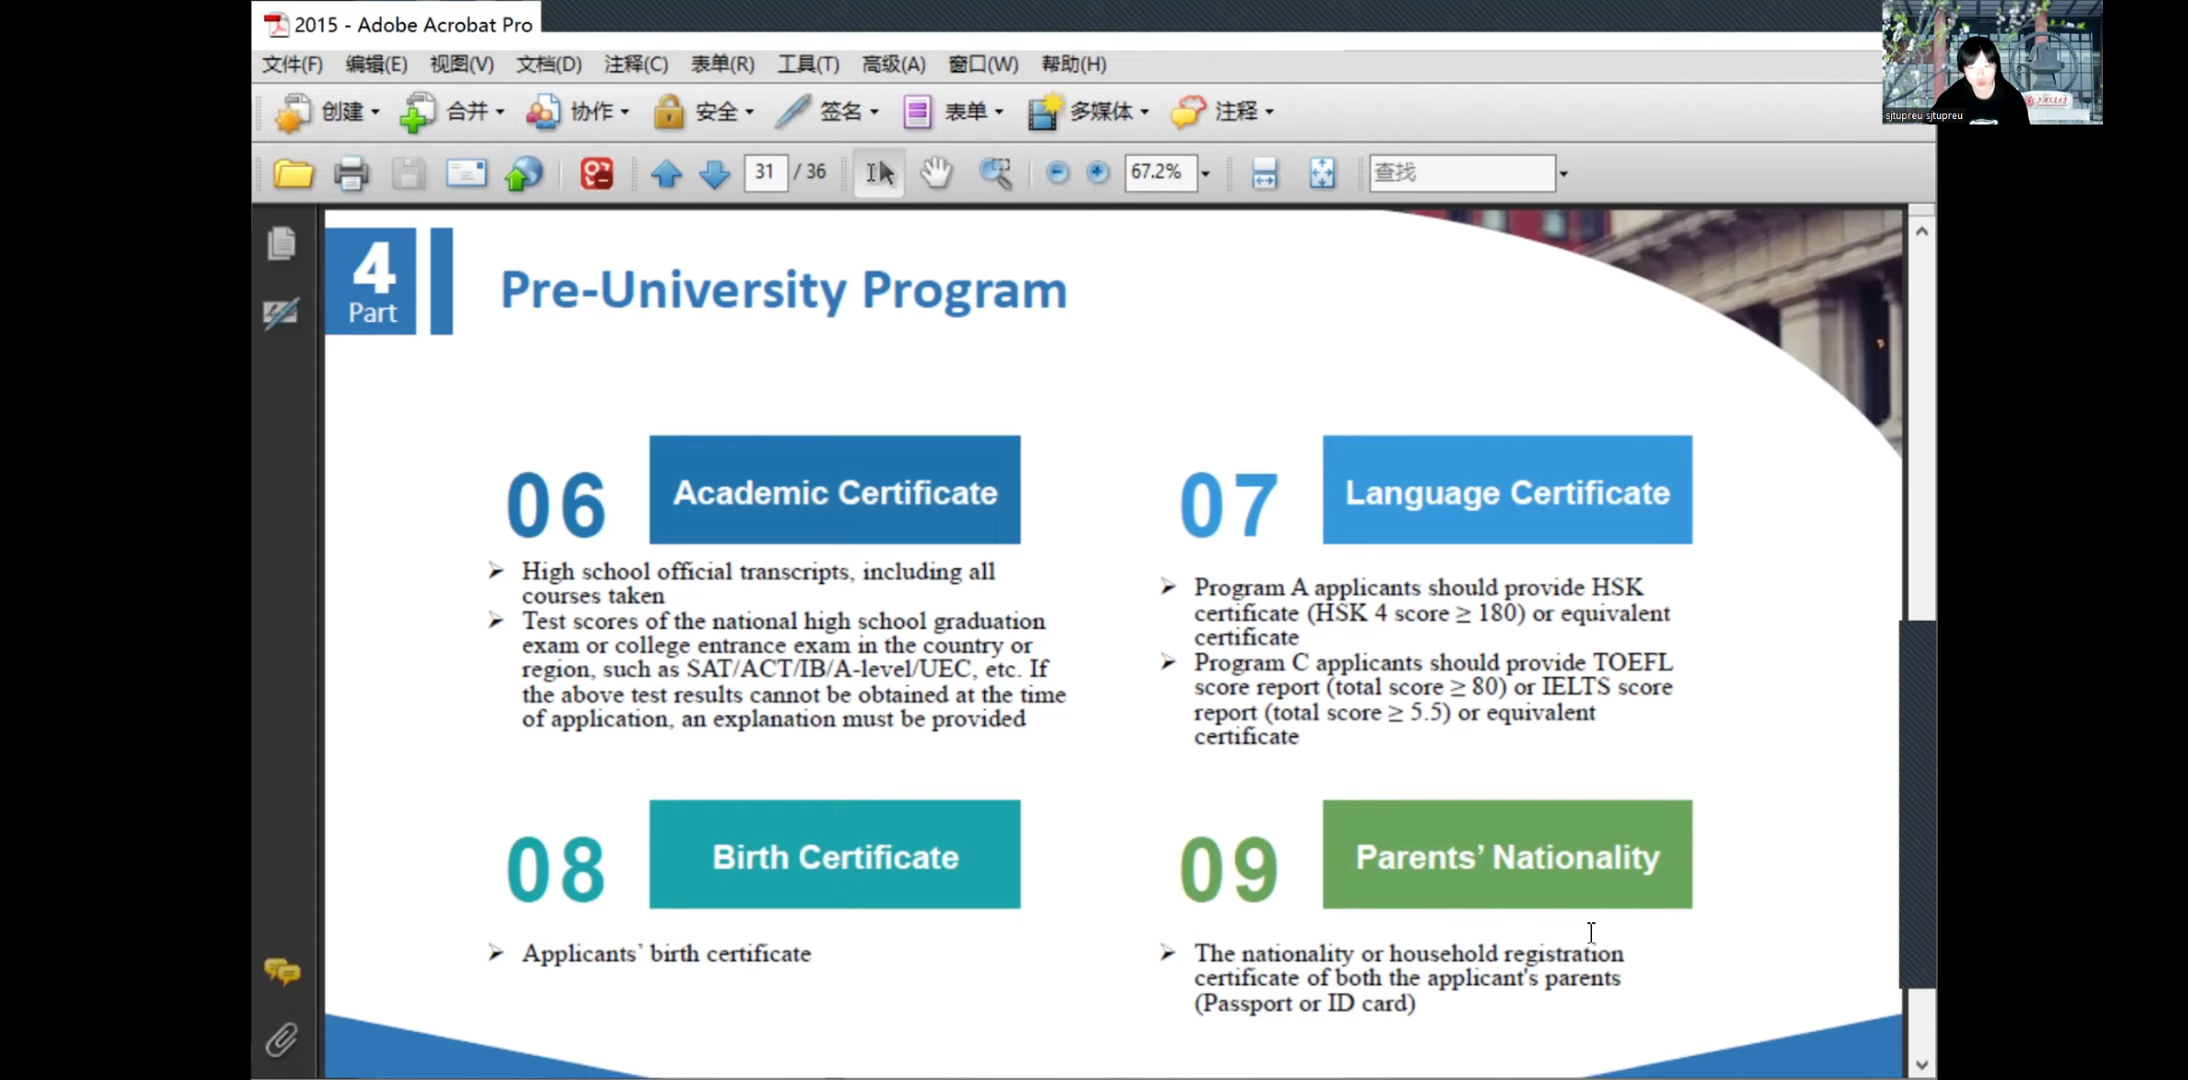 2015 - Adobe Acrobat Pro
文件(F) 编辑(E) 视图(V) 文档(D) 注释(C) 表单(R) 工具(T) 高级(A) 窗口(W) 帮助(H)
创建 合并 协作 安全 签名 表单 多媒体 注释
31 / 36 67.2% 查找
sjtupreu sjtupreu
4
Part
Pre-University Program
06
Academic Certificate
➢ High school official transcripts, including all
courses taken
➢ Test scores of the national high school graduation
exam or college entrance exam in the country or
region, such as SAT/ACT/IB/A-level/UEC, etc. If
the above test results cannot be obtained at the time
of application, an explanation must be provided
07
Language Certificate
➢ Program A applicants should provide HSK
certificate (HSK 4 score ≥ 180) or equivalent
certificate
➢ Program C applicants should provide TOEFL
score report (total score ≥ 80) or IELTS score
report (total score ≥ 5.5) or equivalent
certificate
08
Birth Certificate
➢ Applicants’ birth certificate
09
Parents’ Nationality
➢ The nationality or household registration
certificate of both the applicant's parents
(Passport or ID card)